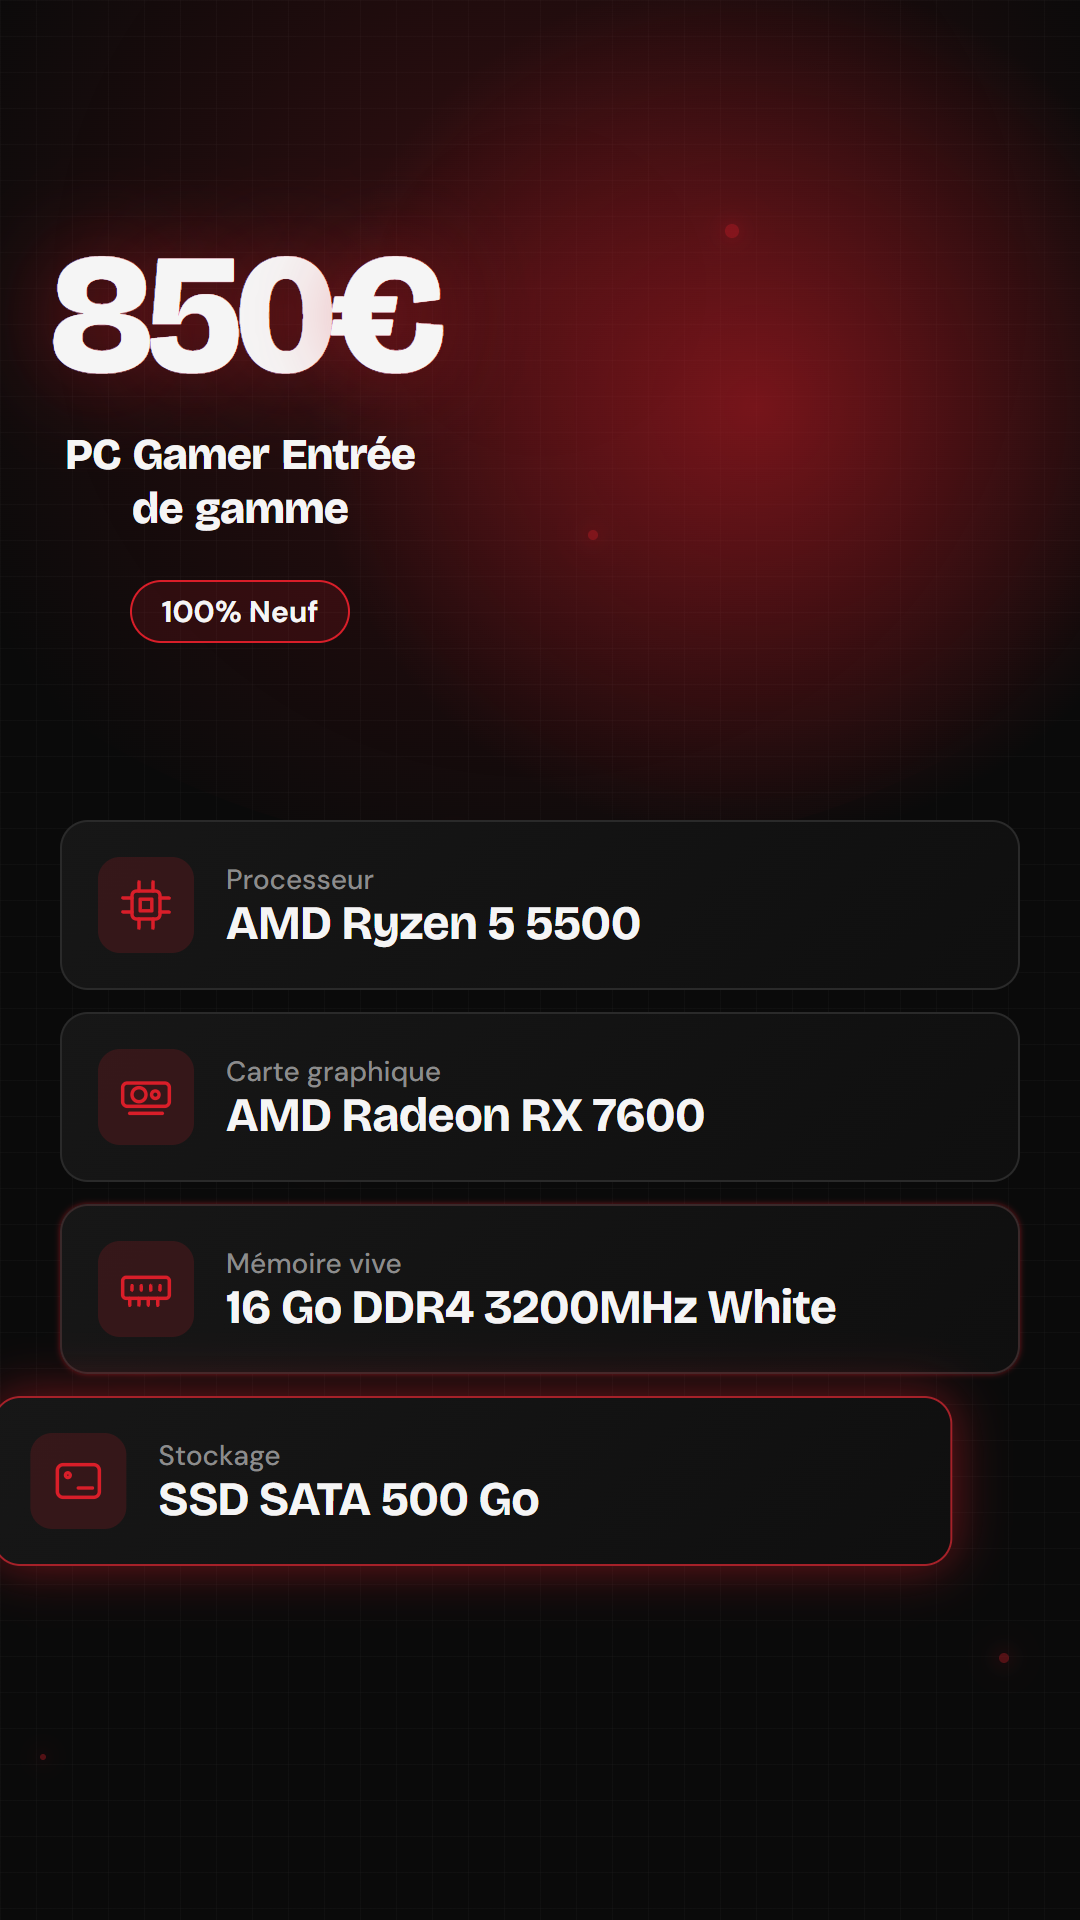 850€
PC Gamer Entrée
de gamme
100% Neuf
Processeur
AMD Ryzen 5 5500
Carte graphique
AMD Radeon RX 7600
Mémoire vive
16 Go DDR4 3200MHz White
Stockage
SSD SATA 500 Go